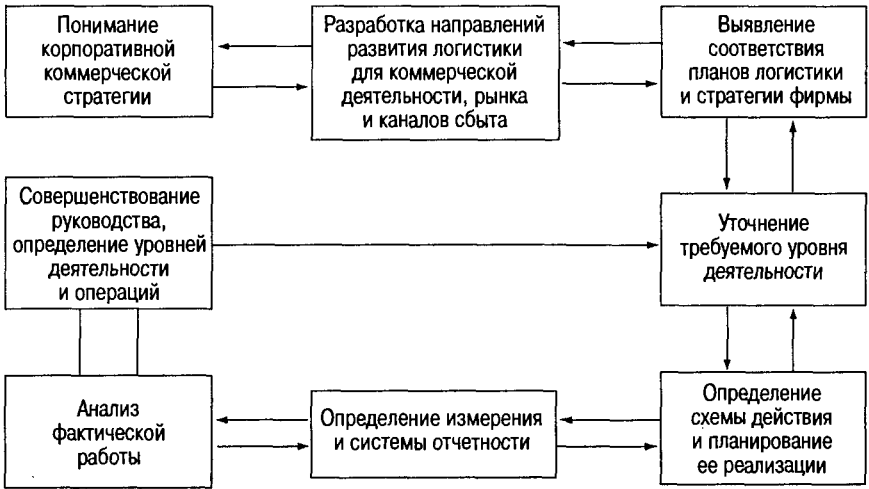 Понимание
корпоративной
коммерческой
стратегии
Разработка направлений
развития логистики
для коммерческой
деятельности, рынка
и каналов сбыта
Выявление
соответствия
планов логистики
и стратегии фирмы
Совершенствование
руководства,
определение уровней
деятельности
и операций
Уточнение
требуемого уровня
деятельности
Анализ
фактической
работы
Определение измерения
и системы отчетности
Определение
схемы действия
и планирование
ее реализации